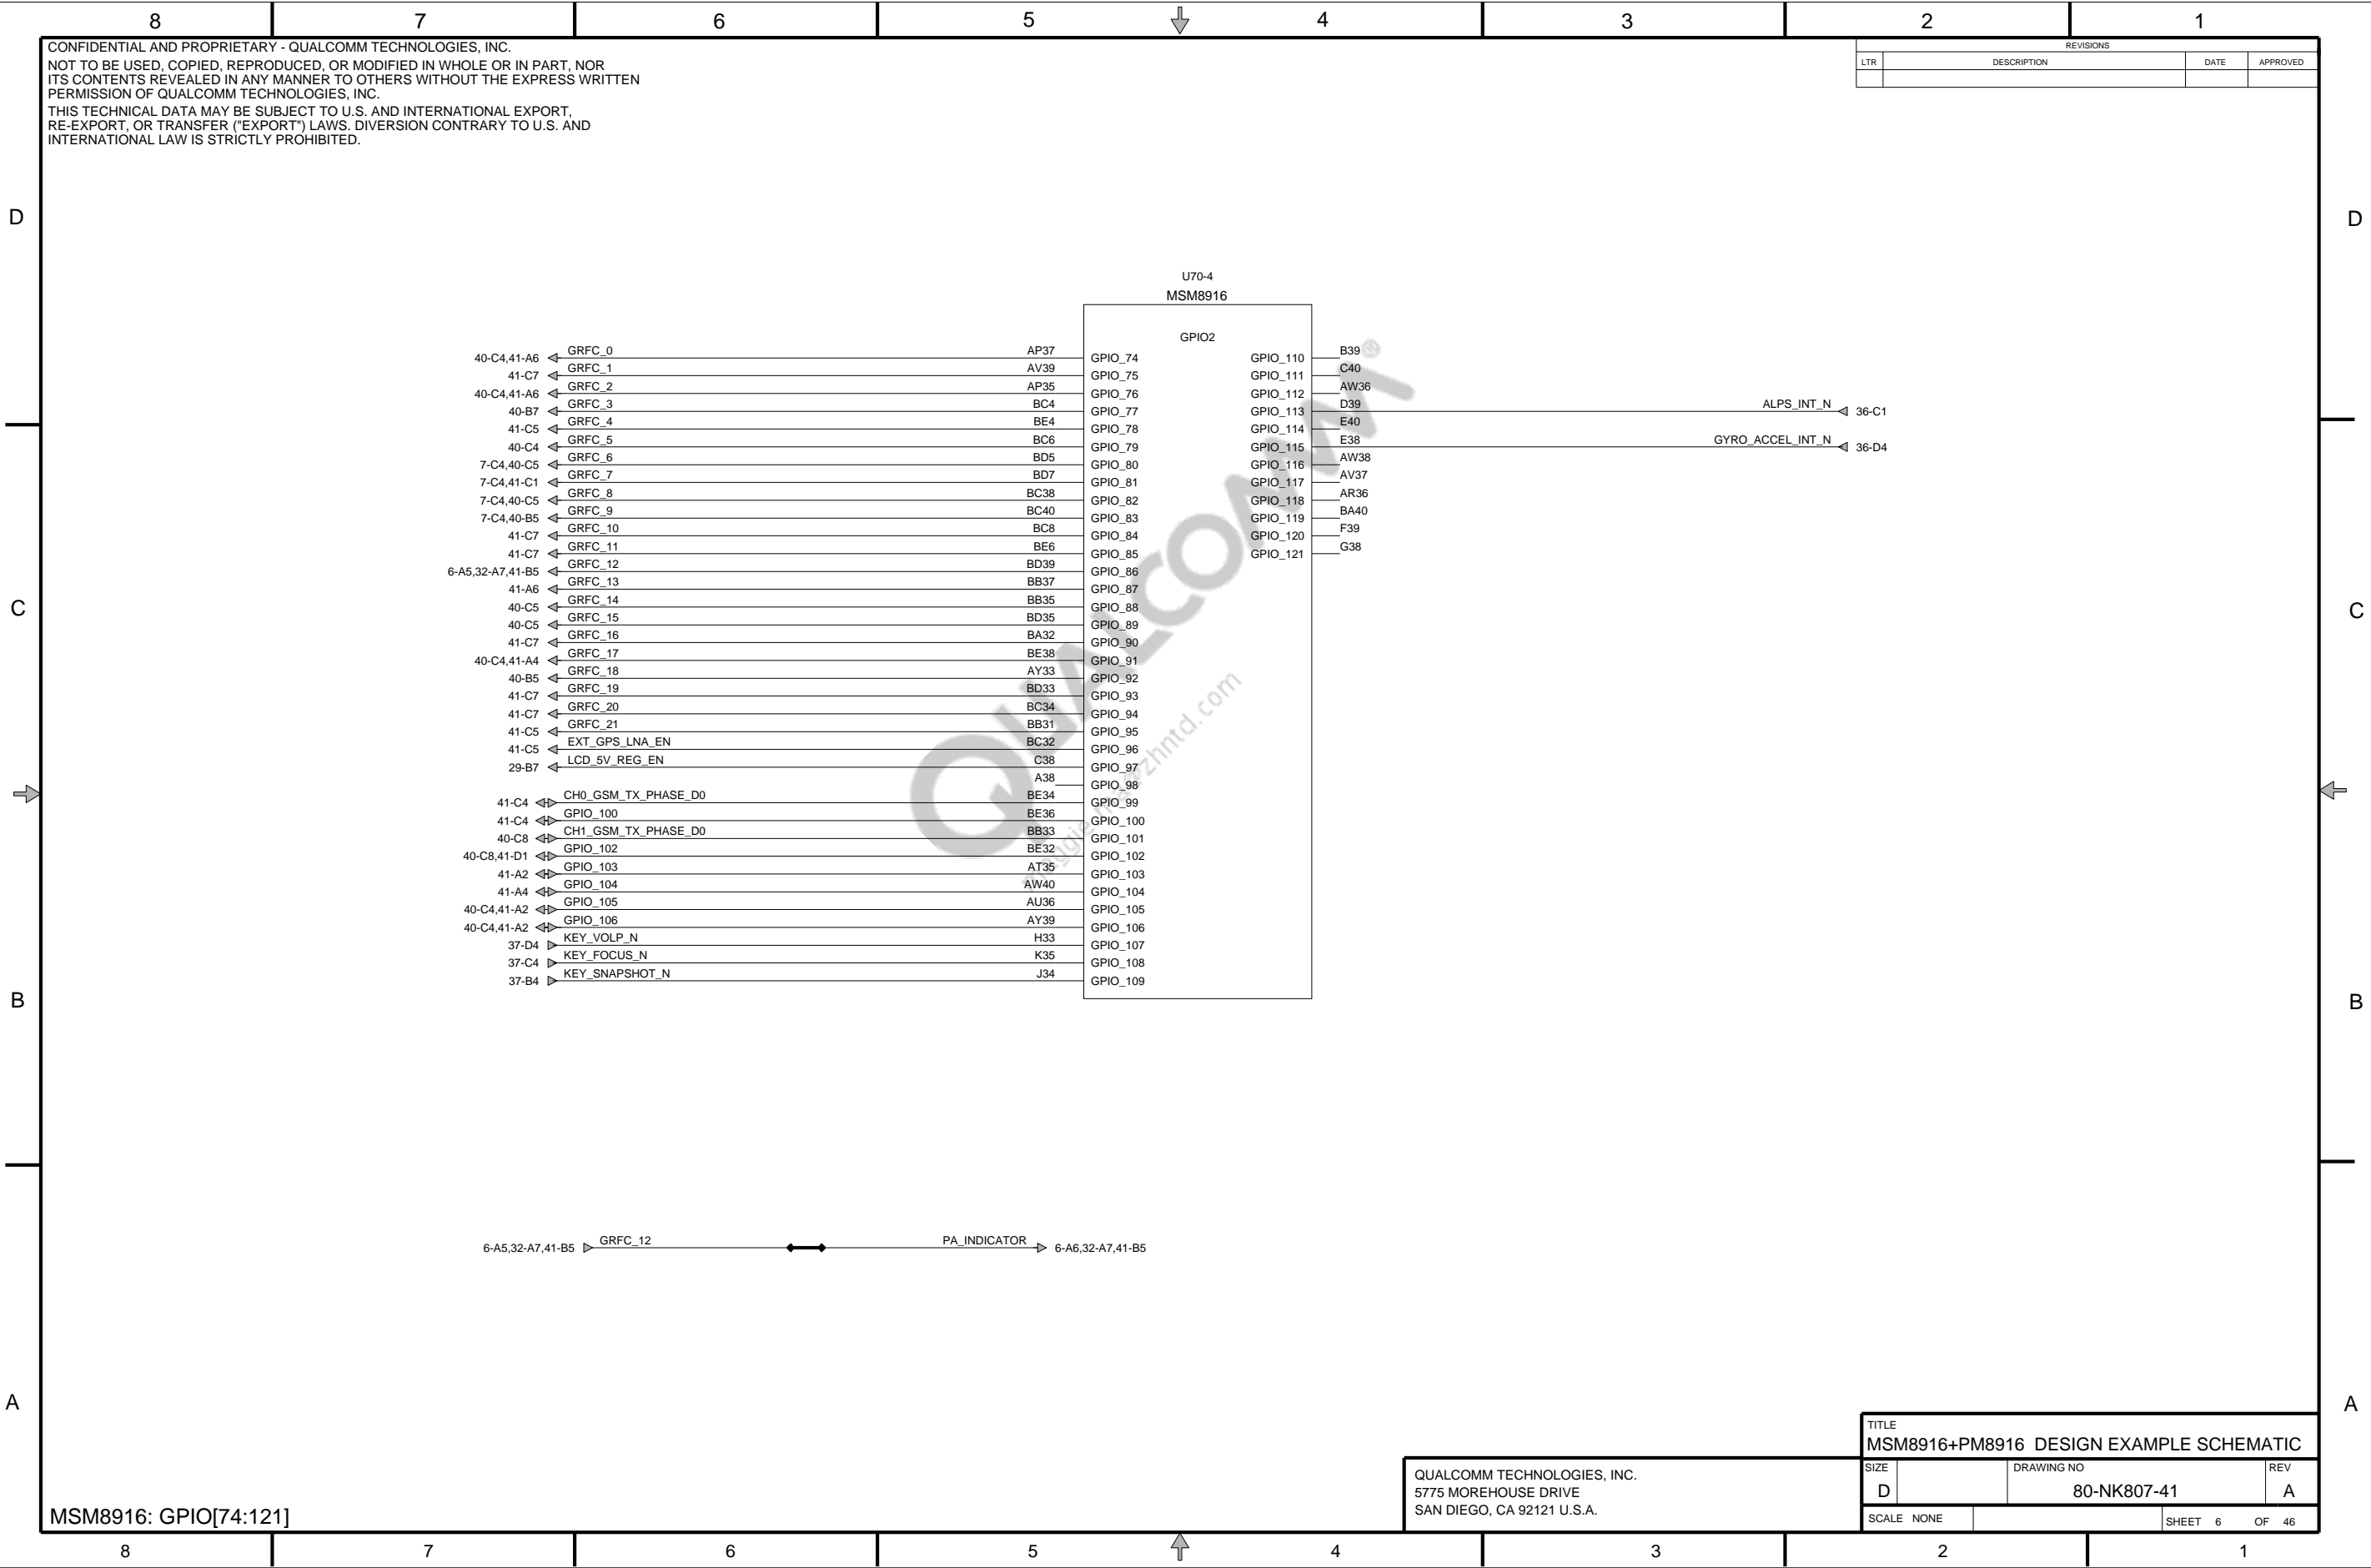 8 7 6 5 4 3 2 1
CONFIDENTIAL AND PROPRIETARY - QUALCOMM TECHNOLOGIES, INC.
NOT TO BE USED, COPIED, REPRODUCED, OR MODIFIED IN WHOLE OR IN PART, NOR
ITS CONTENTS REVEALED IN ANY MANNER TO OTHERS WITHOUT THE EXPRESS WRITTEN
PERMISSION OF QUALCOMM TECHNOLOGIES, INC.
THIS TECHNICAL DATA MAY BE SUBJECT TO U.S. AND INTERNATIONAL EXPORT,
RE-EXPORT, OR TRANSFER ("EXPORT") LAWS. DIVERSION CONTRARY TO U.S. AND
INTERNATIONAL LAW IS STRICTLY PROHIBITED.
REVISIONS
LTR DESCRIPTION DATE APPROVED
D D
U70-4
MSM8916
GPIO2
40-C4,41-A6 GRFC_0 AP37 GPIO_74 GPIO_110 B39
41-C7 GRFC_1 AV39 GPIO_75 GPIO_111 C40
40-C4,41-A6 GRFC_2 AP35 GPIO_76 GPIO_112 AW36
40-B7 GRFC_3 BC4 GPIO_77 GPIO_113 D39 ALPS_INT_N 36-C1
41-C5 GRFC_4 BE4 GPIO_78 GPIO_114 E40
40-C4 GRFC_5 BC6 GPIO_79 GPIO_115 E38 GYRO_ACCEL_INT_N 36-D4
7-C4,40-C5 GRFC_6 BD5 GPIO_80 GPIO_116 AW38
7-C4,41-C1 GRFC_7 BD7 GPIO_81 GPIO_117 AV37
7-C4,40-C5 GRFC_8 BC38 GPIO_82 GPIO_118 AR36
7-C4,40-B5 GRFC_9 BC40 GPIO_83 GPIO_119 BA40
41-C7 GRFC_10 BC8 GPIO_84 GPIO_120 F39
41-C7 GRFC_11 BE6 GPIO_85 GPIO_121 G38
6-A5,32-A7,41-B5 GRFC_12 BD39 GPIO_86
41-A6 GRFC_13 BB37 GPIO_87
C 40-C5 GRFC_14 BB35 GPIO_88 C
40-C5 GRFC_15 BD35 GPIO_89
41-C7 GRFC_16 BA32 GPIO_90
40-C4,41-A4 GRFC_17 BE38 GPIO_91
40-B5 GRFC_18 AY33 GPIO_92
41-C7 GRFC_19 BD33 GPIO_93
41-C7 GRFC_20 BC34 GPIO_94
41-C5 GRFC_21 BB31 GPIO_95
41-C5 EXT_GPS_LNA_EN BC32 GPIO_96
29-B7 LCD_5V_REG_EN C38 GPIO_97
A38 GPIO_98
41-C4 CH0_GSM_TX_PHASE_D0 BE34 GPIO_99
41-C4 GPIO_100 BE36 GPIO_100
40-C8 CH1_GSM_TX_PHASE_D0 BB33 GPIO_101
40-C8,41-D1 GPIO_102 BE32 GPIO_102
41-A2 GPIO_103 AT35 GPIO_103
41-A4 GPIO_104 AW40 GPIO_104
40-C4,41-A2 GPIO_105 AU36 GPIO_105
40-C4,41-A2 GPIO_106 AY39 GPIO_106
37-D4 KEY_VOLP_N H33 GPIO_107
37-C4 KEY_FOCUS_N K35 GPIO_108
37-B4 KEY_SNAPSHOT_N J34 GPIO_109
QUALCOMM®
B B
6-A5,32-A7,41-B5 GRFC_12 PA_INDICATOR 6-A6,32-A7,41-B5
A A
TITLE
MSM8916+PM8916 DESIGN EXAMPLE SCHEMATIC
QUALCOMM TECHNOLOGIES, INC.
5775 MOREHOUSE DRIVE
SAN DIEGO, CA 92121 U.S.A.
SIZE DRAWING NO REV
D 80-NK807-41 A
SCALE NONE SHEET 6 OF 46
MSM8916: GPIO[74:121]
8 7 6 5 4 3 2 1